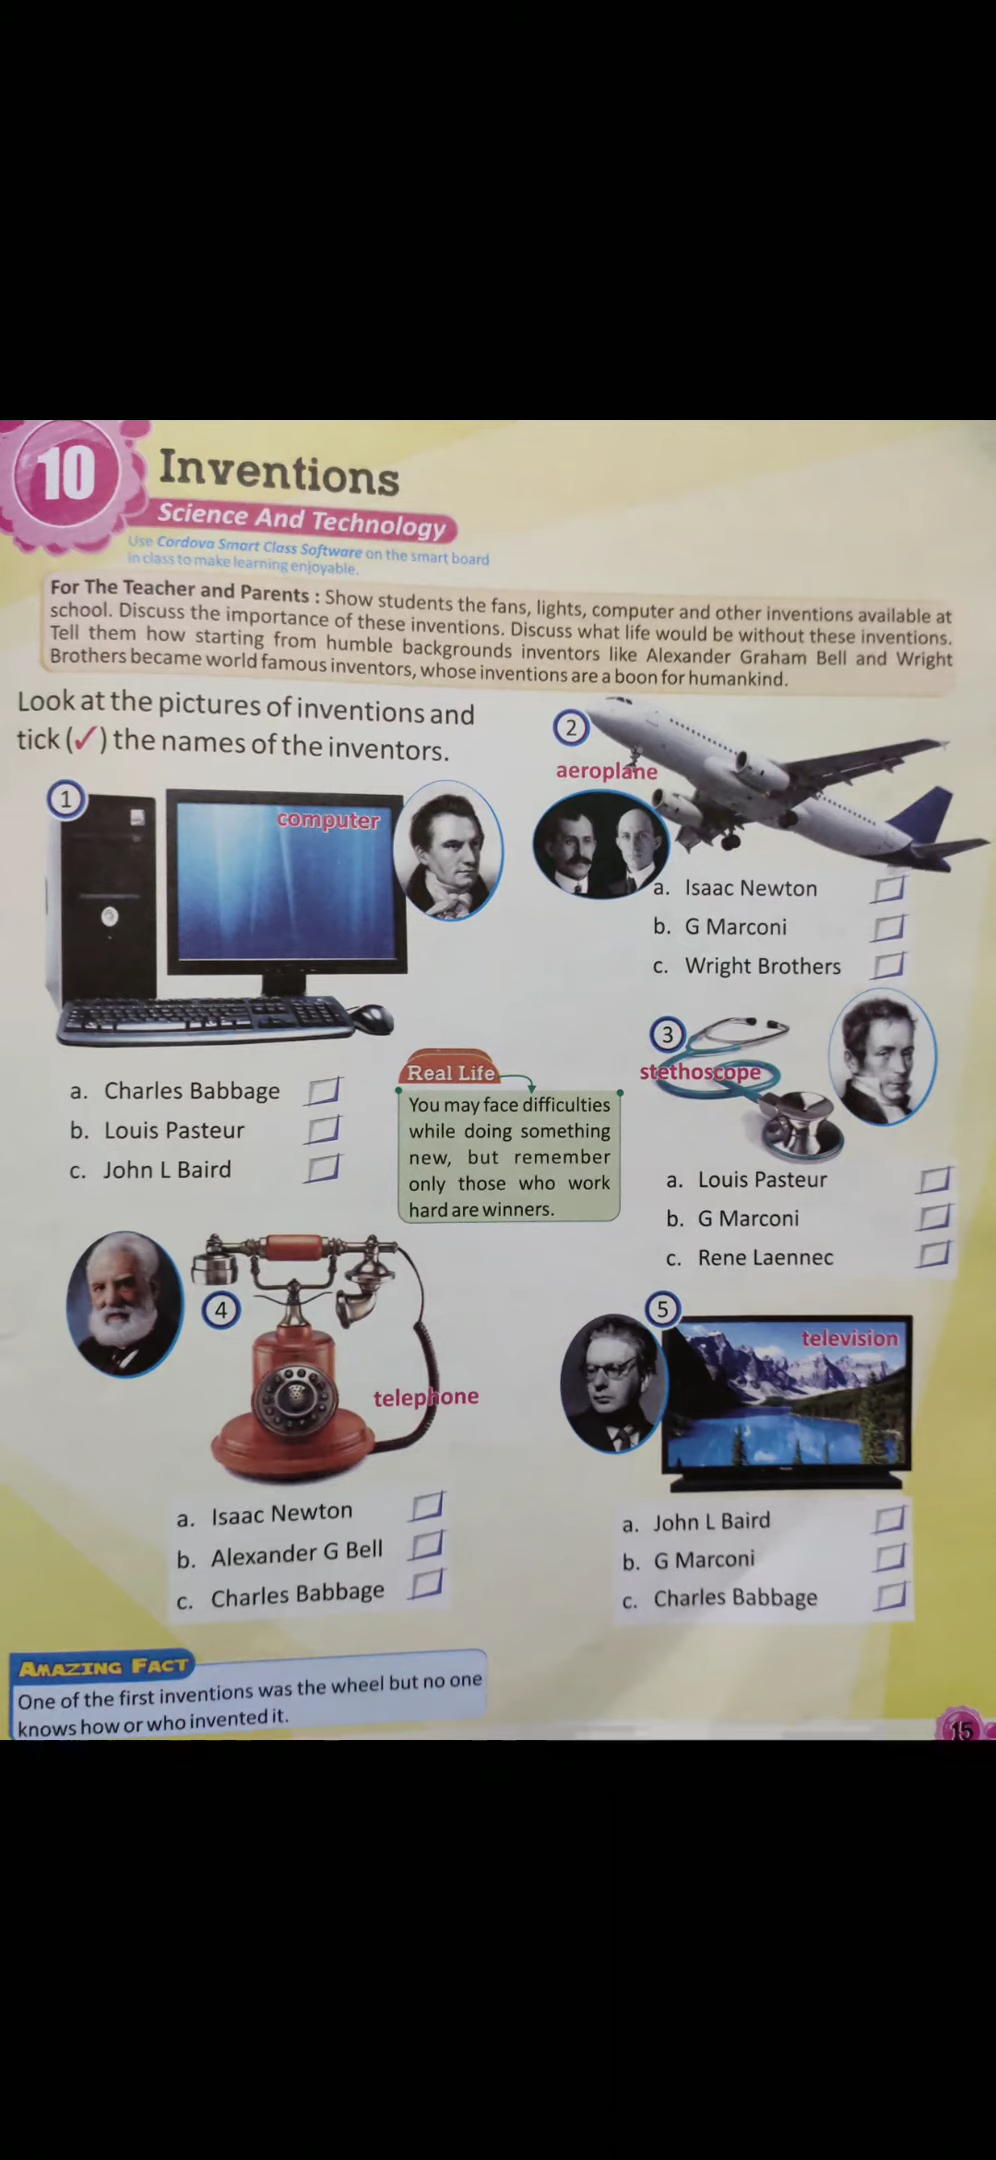 10
Inventions
Science And Technology
Use Cordova Smart Class Software on the smart board
in class to make learning enjoyable.
For The Teacher and Parents : Show students the fans, lights, computer and other inventions available at
school. Discuss the importance of these inventions. Discuss what life would be without these inventions.
Tell them how starting from humble backgrounds inventors like Alexander Graham Bell and Wright
Brothers became world famous inventors, whose inventions are a boon for humankind.
Look at the pictures of inventions and
tick (✓) the names of the inventors.
1
computer
a. Charles Babbage
b. Louis Pasteur
c. John L Baird
2
aeroplane
a. Isaac Newton
b. G Marconi
c. Wright Brothers
Real Life
You may face difficulties
while doing something
new, but remember
only those who work
hard are winners.
3
stethoscope
a. Louis Pasteur
b. G Marconi
c. Rene Laennec
4
telephone
a. Isaac Newton
b. Alexander G Bell
c. Charles Babbage
5
television
a. John L Baird
b. G Marconi
c. Charles Babbage
AMAZING FACT
One of the first inventions was the wheel but no one
knows how or who invented it.
15